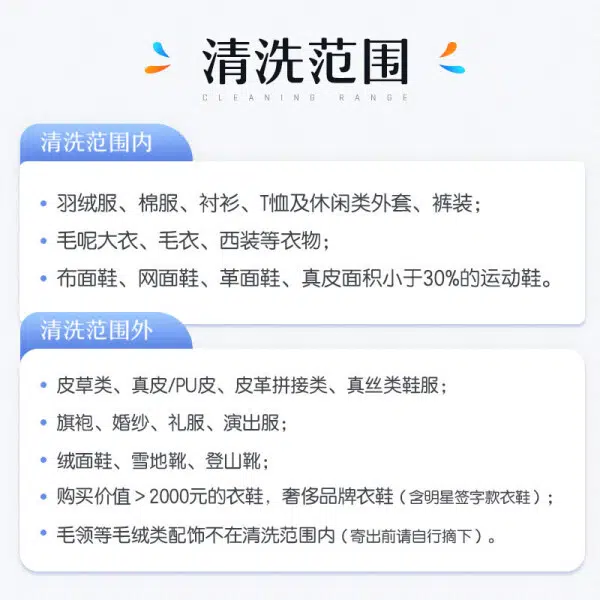 清洗范围
CLEANING RANGE
清洗范围内
羽绒服、棉服、衬衫、T恤及休闲类外套、裤装；
毛呢大衣、毛衣、西装等衣物；
布面鞋、网面鞋、革面鞋、真皮面积小于30%的运动鞋。
清洗范围外
皮草类、真皮/PU皮、皮革拼接类、真丝类鞋服；
旗袍、婚纱、礼服、演出服；
绒面鞋、雪地靴、登山靴；
购买价值＞2000元的衣鞋，奢侈品牌衣鞋（含明星签字款衣鞋）；
毛领等毛绒类配饰不在清洗范围内（寄出前请自行摘下）。